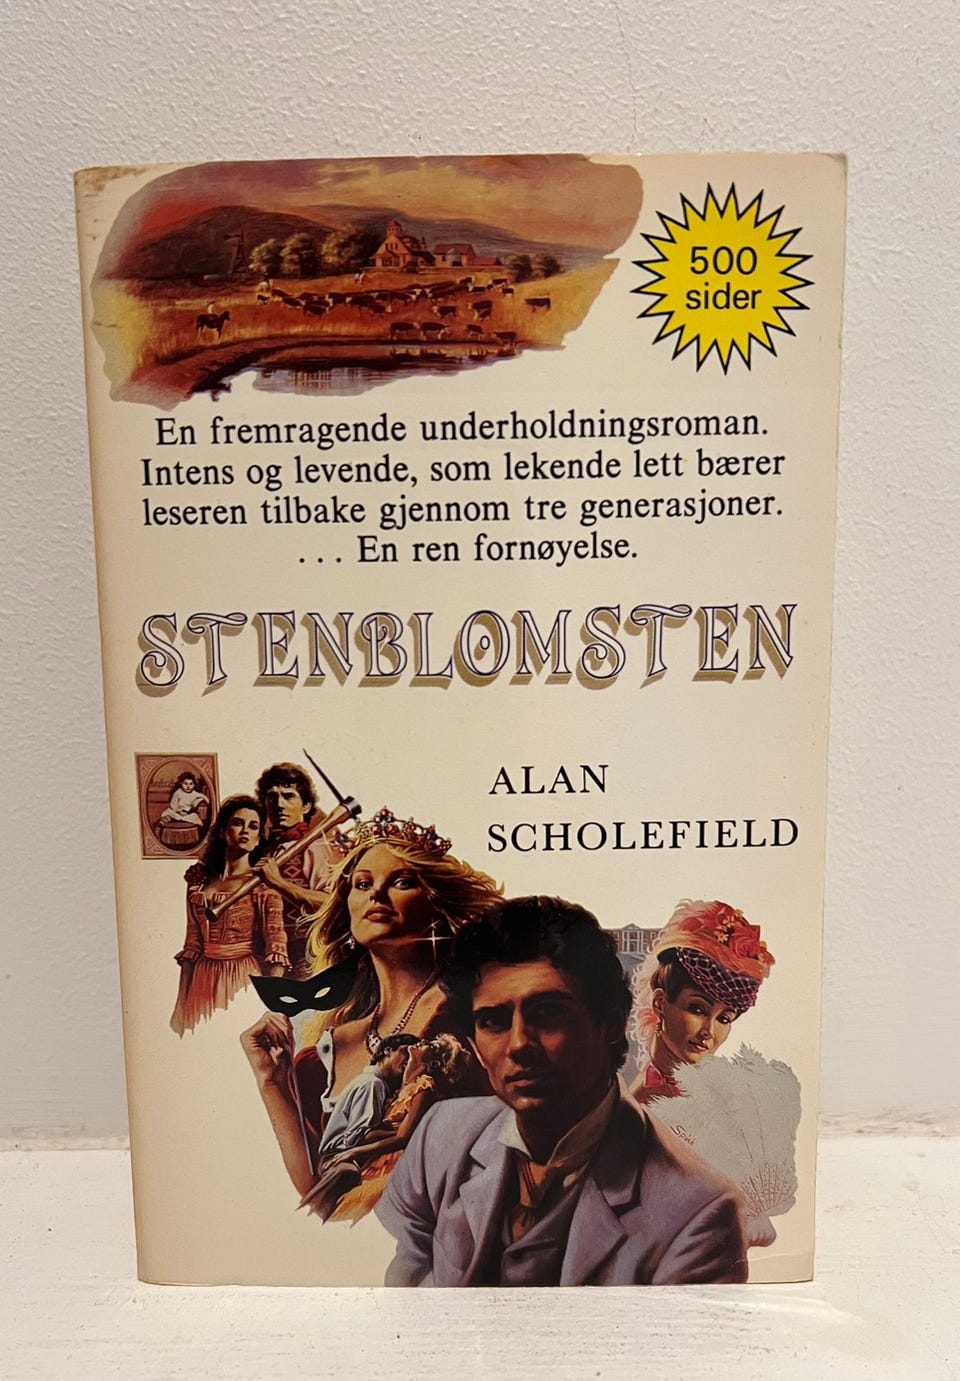 500
sider
En fremragende underholdningsroman.
Intens og levende, som lekende lett bærer
leseren tilbake gjennom tre generasjoner.
... En ren fornøyelse.
STENBLOMSTEN
ALAN
SCHOLEFIELD